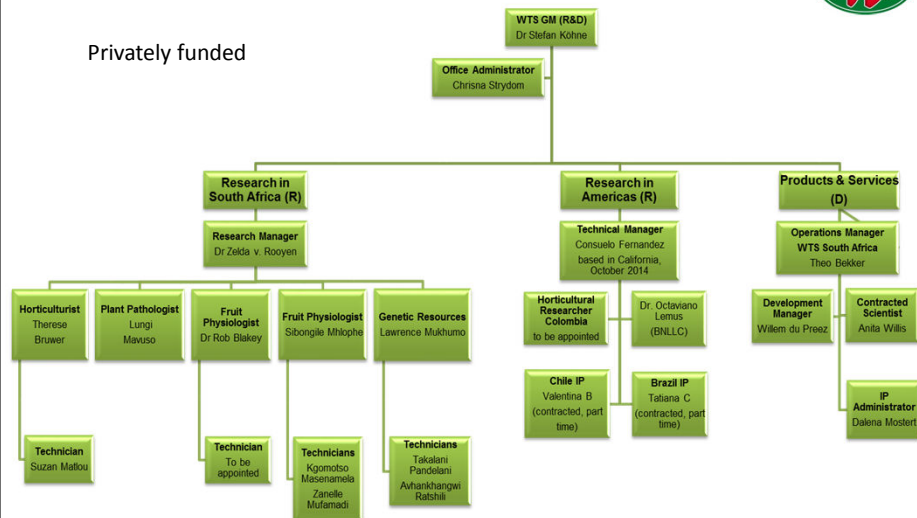 Privately funded
WTS GM (R&D)
Dr Stefan Köhne
Office Administrator
Chrisna Strydom
Research in
South Africa (R)
Research Manager
Dr Zelda v. Rooyen
Horticulturist
Therese
Bruwer
Plant Pathologist
Lungi
Mavuso
Fruit
Physiologist
Dr Rob Blakey
Fruit Physiologist
Sibongile Mhlophe
Genetic Resources
Lawrence Mukhumo
Technician
Suzan Matlou
Technician
To be
appointed
Technicians
Kgomotso
Masenamela
Zanelle
Mufamadi
Technicians
Takalani
Pandelani
Avhankhangwi
Ratshili
Research in
Americas (R)
Technical Manager
Consuelo Fernandez
based in California,
October 2014
Horticultural
Researcher
Colombia
to be appointed
Dr. Octaviano
Lemus
(BNLLC)
Chile IP
Valentina B
(contracted, part
time)
Brazil IP
Tatiana C
(contracted, part
time)
Products & Services
(D)
Operations Manager
WTS South Africa
Theo Bekker
Development
Manager
Willem du Preez
Contracted
Scientist
Anita Willis
IP
Administrator
Dalena Mostert